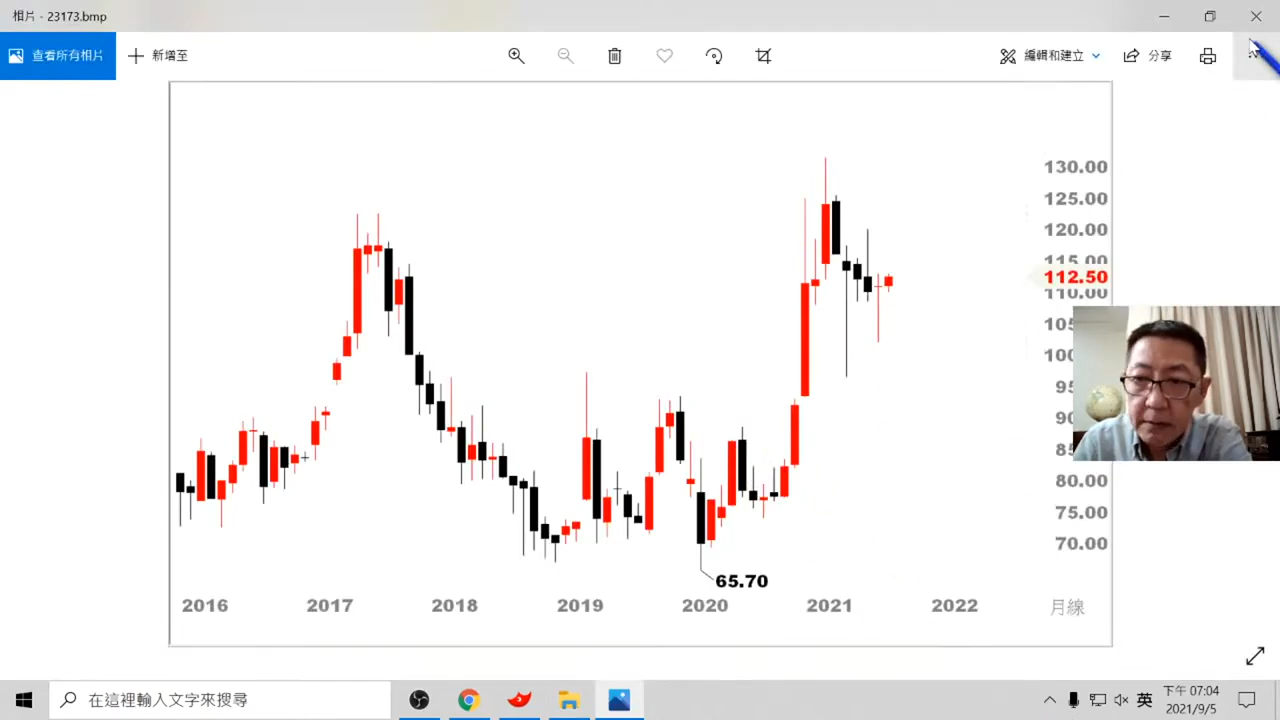 相片 - 23173.bmp
查看所有相片
新增至
編輯和建立
分享
130.00
125.00
120.00
115.00
112.50
110.00
105
100
95
90
85
80.00
75.00
70.00
65.70
2016 2017 2018 2019 2020 2021 2022 月線
在這裡輸入文字來搜尋
英
下午 07:04
2021/9/5